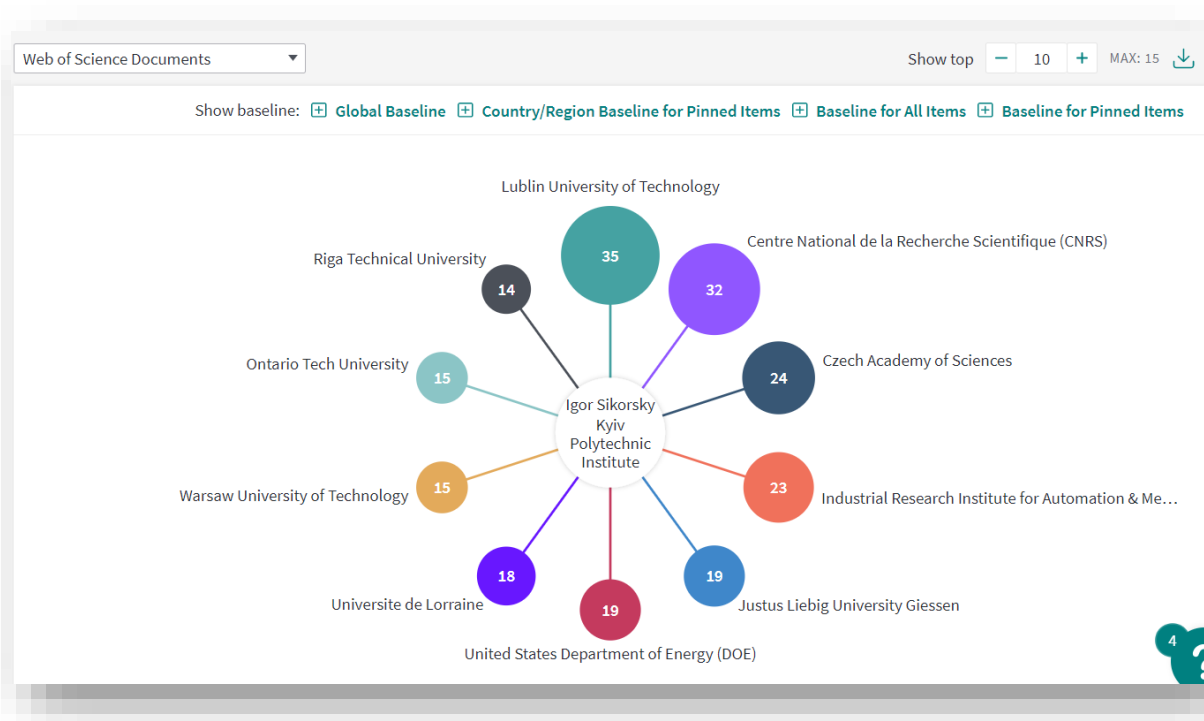 Web of Science Documents
Show top − 10 + MAX: 15
Show baseline: Global Baseline Country/Region Baseline for Pinned Items Baseline for All Items Baseline for Pinned Items
Lublin University of Technology
35
Centre National de la Recherche Scientifique (CNRS)
32
Czech Academy of Sciences
24
Industrial Research Institute for Automation & Me…
23
Justus Liebig University Giessen
19
United States Department of Energy (DOE)
19
Universite de Lorraine
18
Warsaw University of Technology
15
Ontario Tech University
15
Riga Technical University
14
Igor Sikorsky
Kyiv
Polytechnic
Institute
4
?